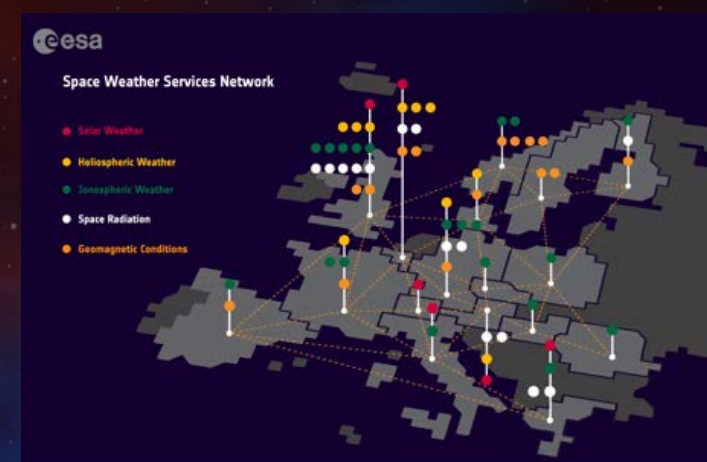 esa
Space Weather Services Network
Solar Weather
Heliospheric Weather
Ionospheric Weather
Space Radiation
Geomagnetic Conditions